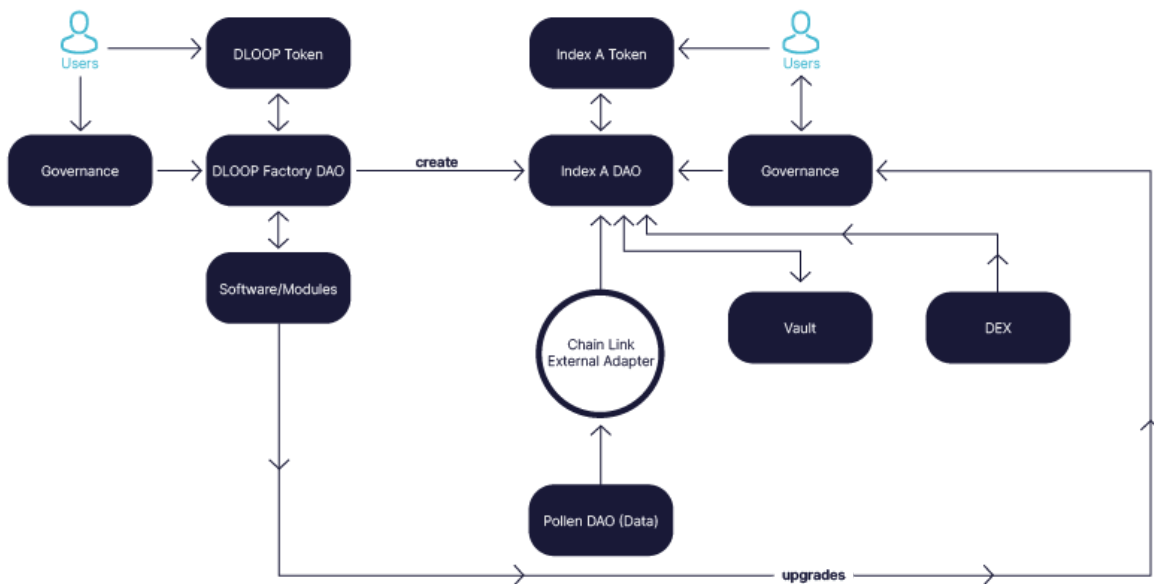 Users
DLOOP Token
Index A Token
Users
Governance
DLOOP Factory DAO
create
Index A DAO
Governance
Software/Modules
Chain Link
External Adapter
Vault
DEX
Pollen DAO (Data)
upgrades